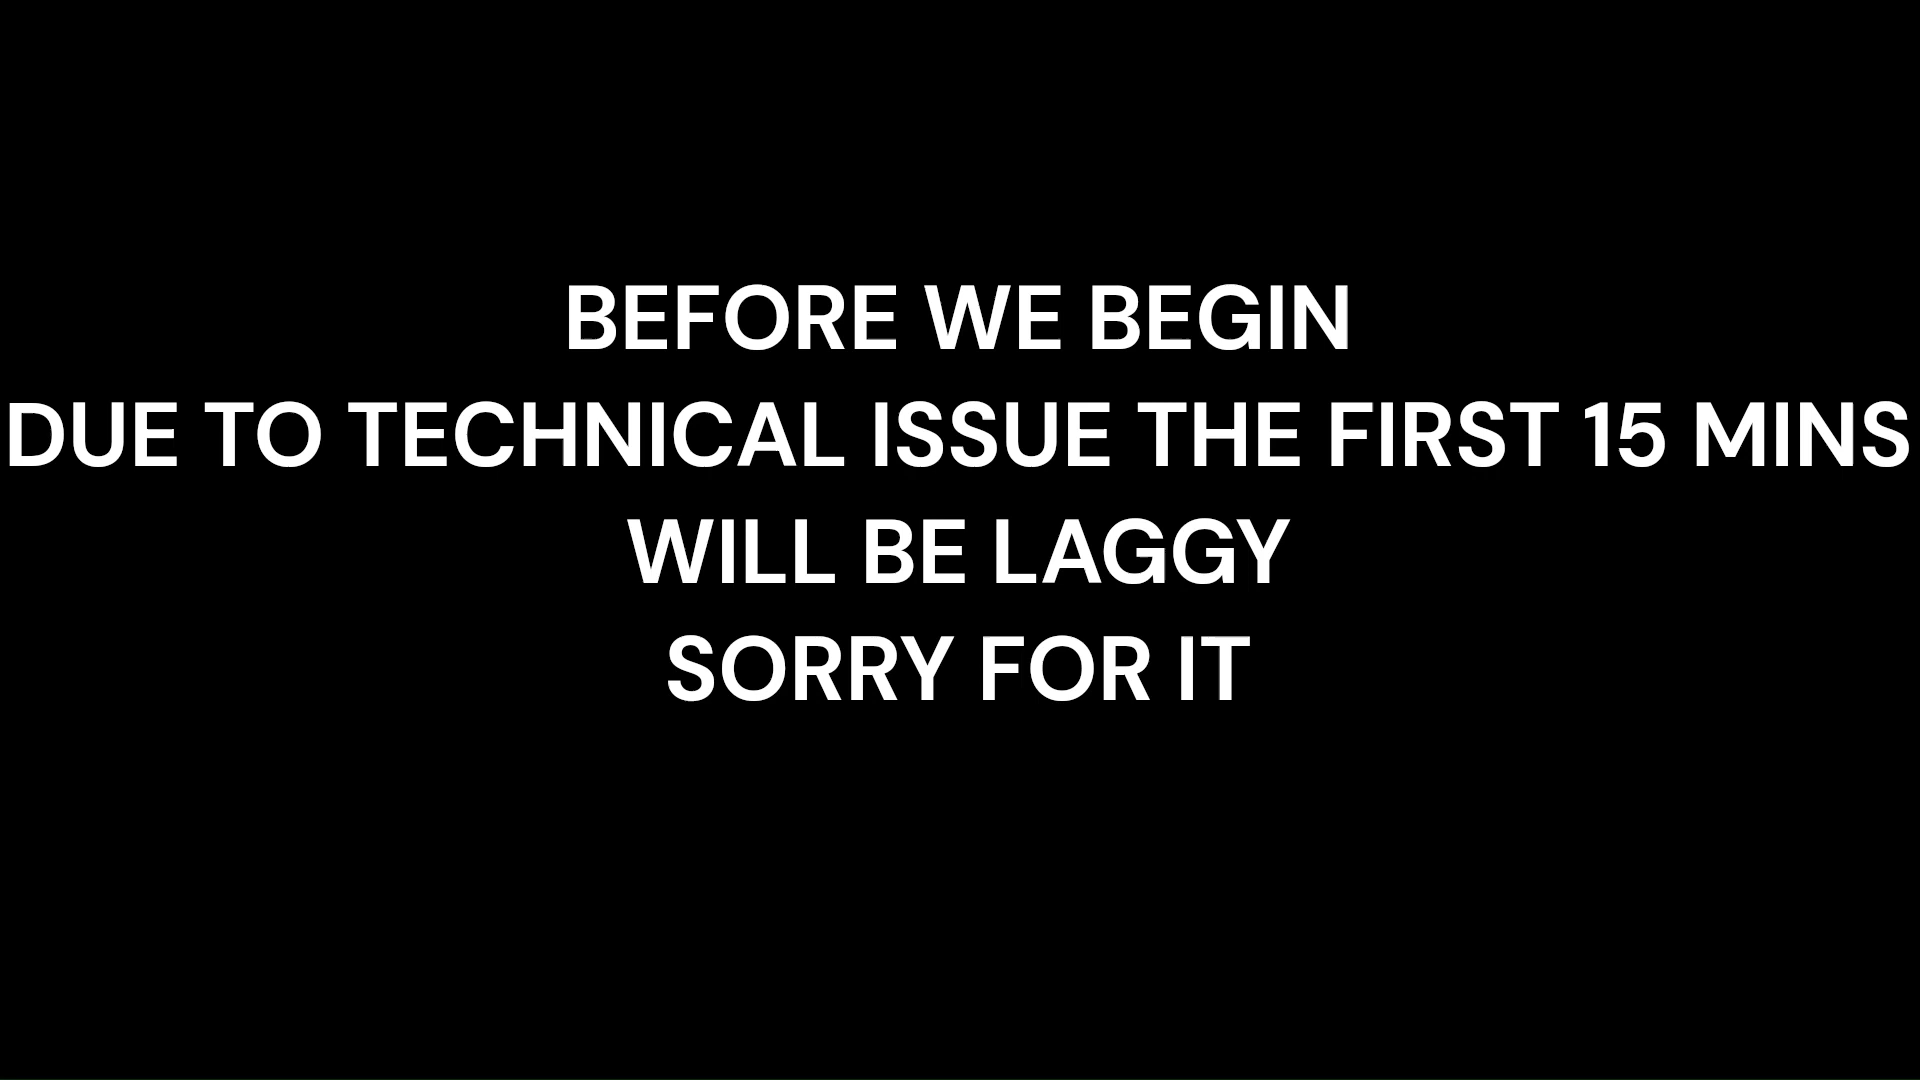 BEFORE WE BEGIN
DUE TO TECHNICAL ISSUE THE FIRST 15 MINS
WILL BE LAGGY
SORRY FOR IT